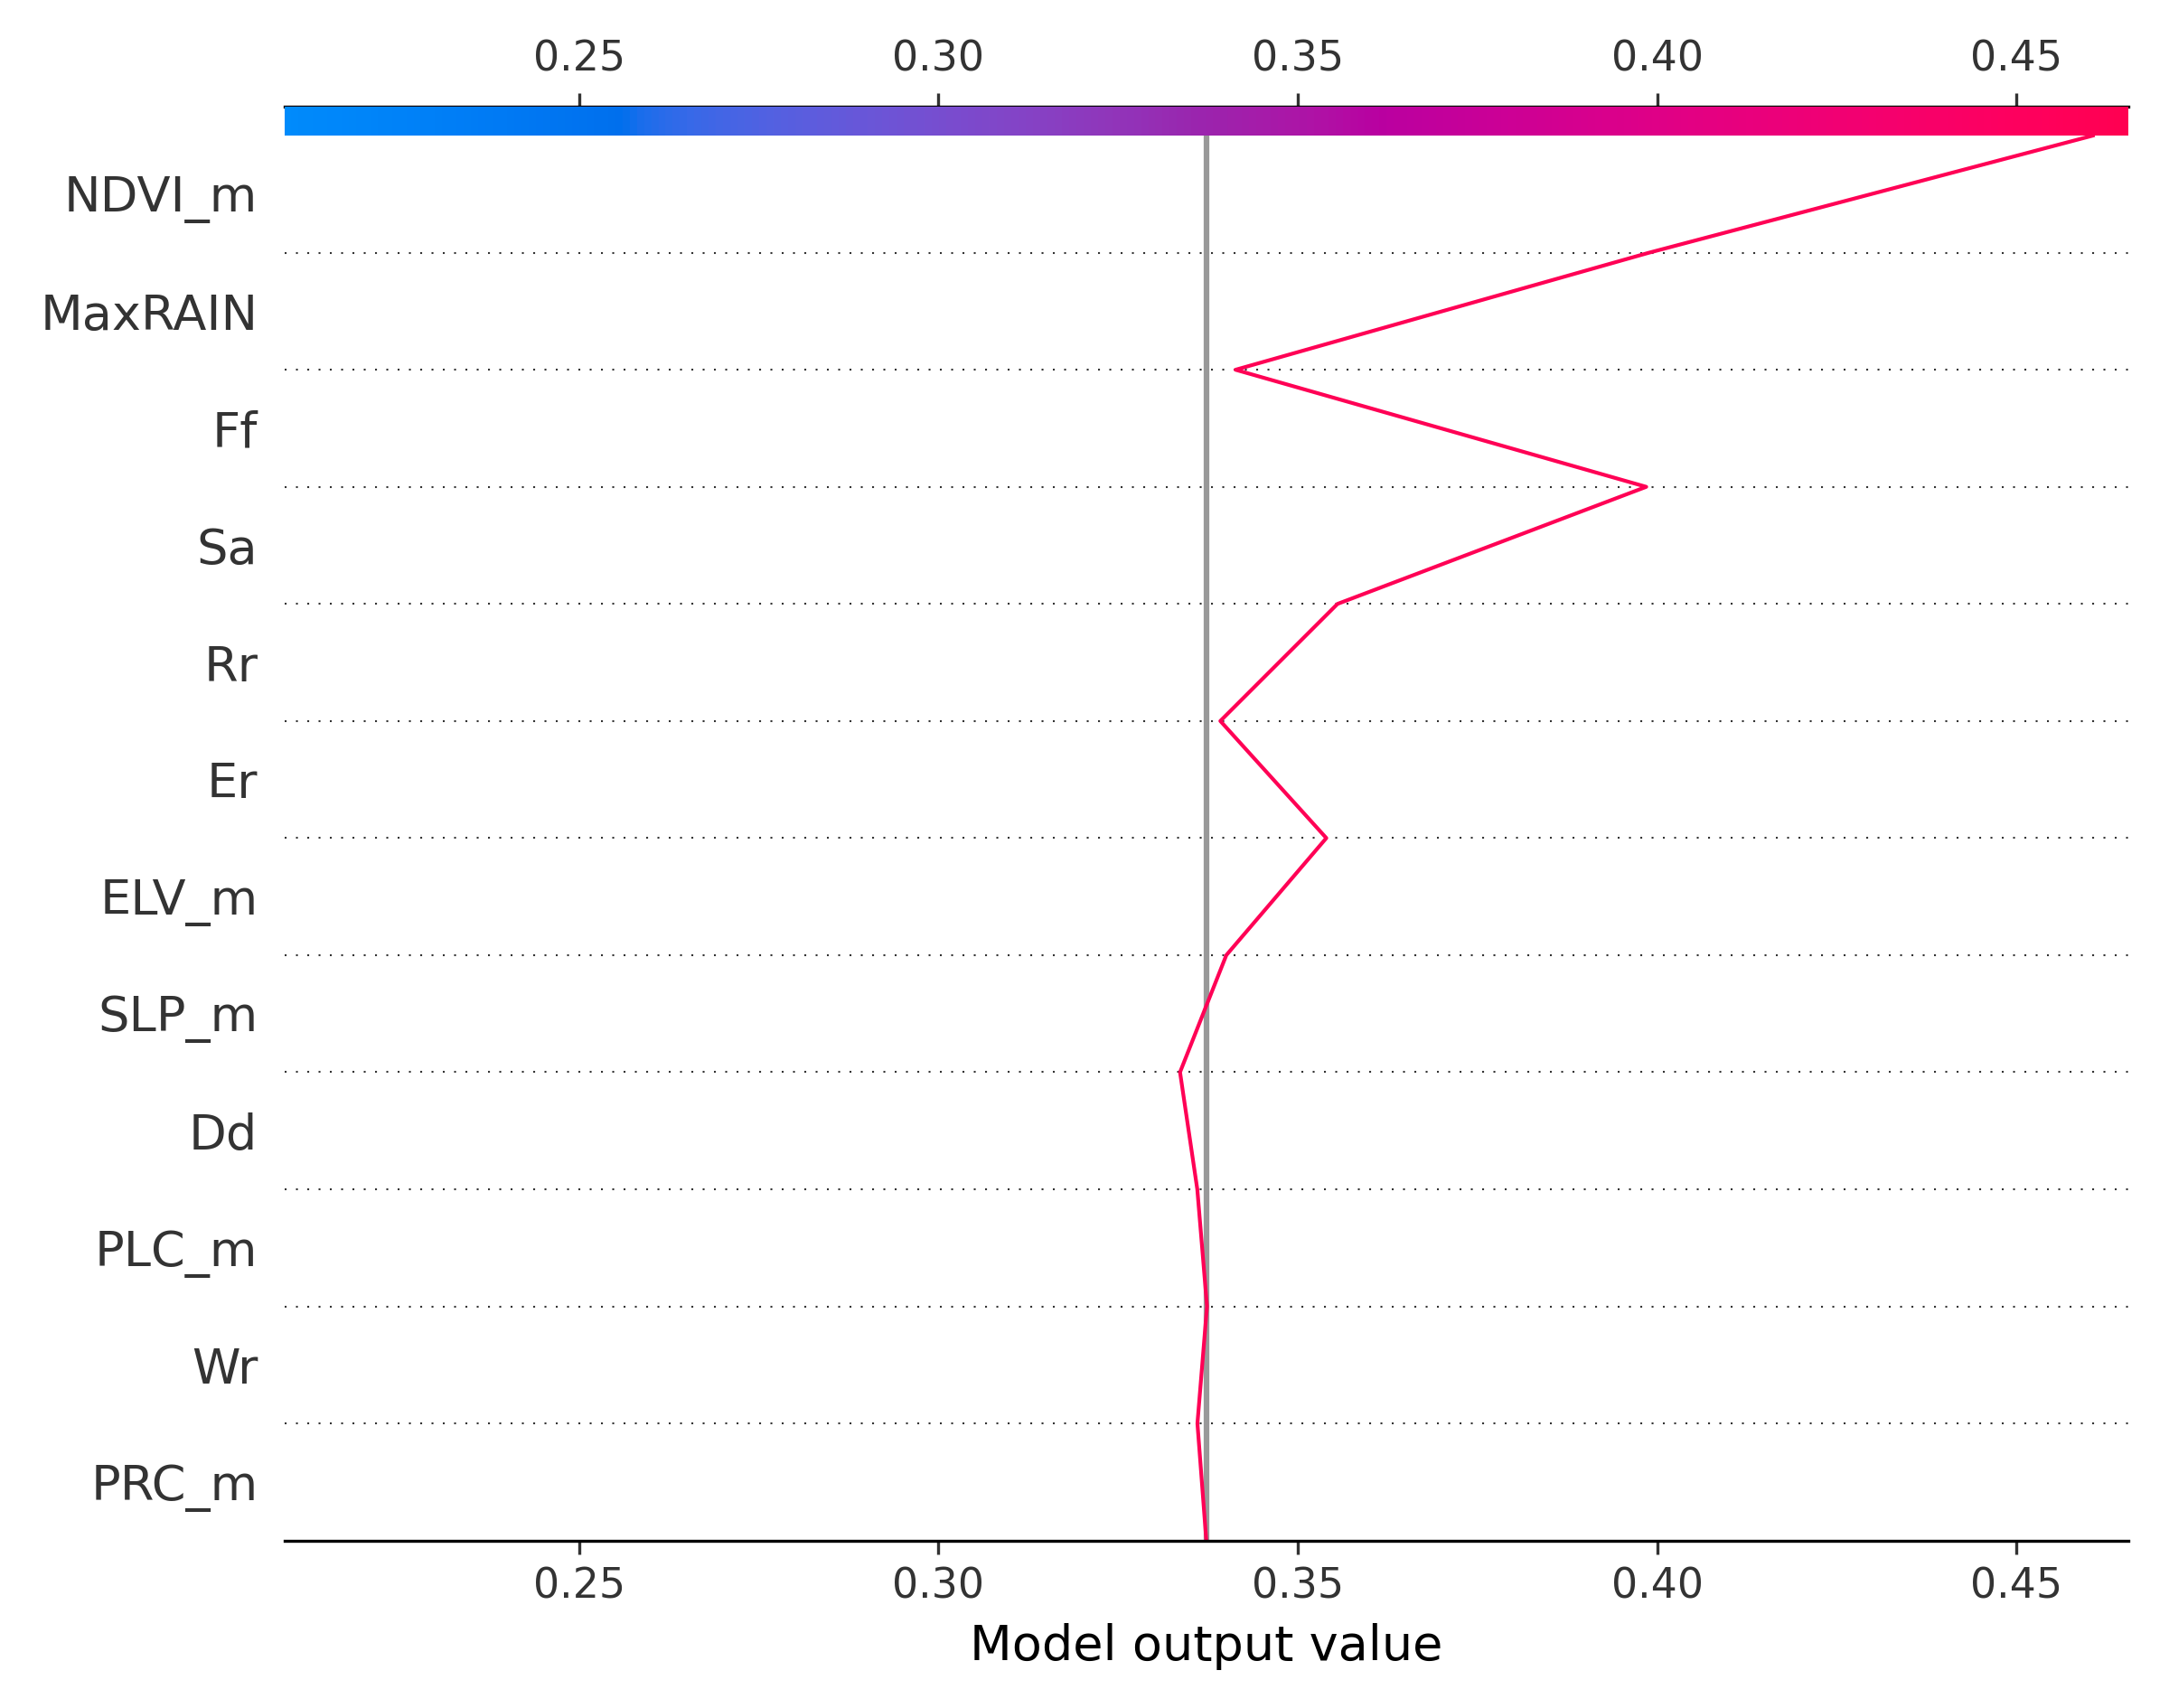 0.25 0.30 0.35 0.40 0.45
NDVI_m
MaxRAIN
Ff
Sa
Rr
Er
ELV_m
SLP_m
Dd
PLC_m
Wr
PRC_m
0.25 0.30 0.35 0.40 0.45
Model output value